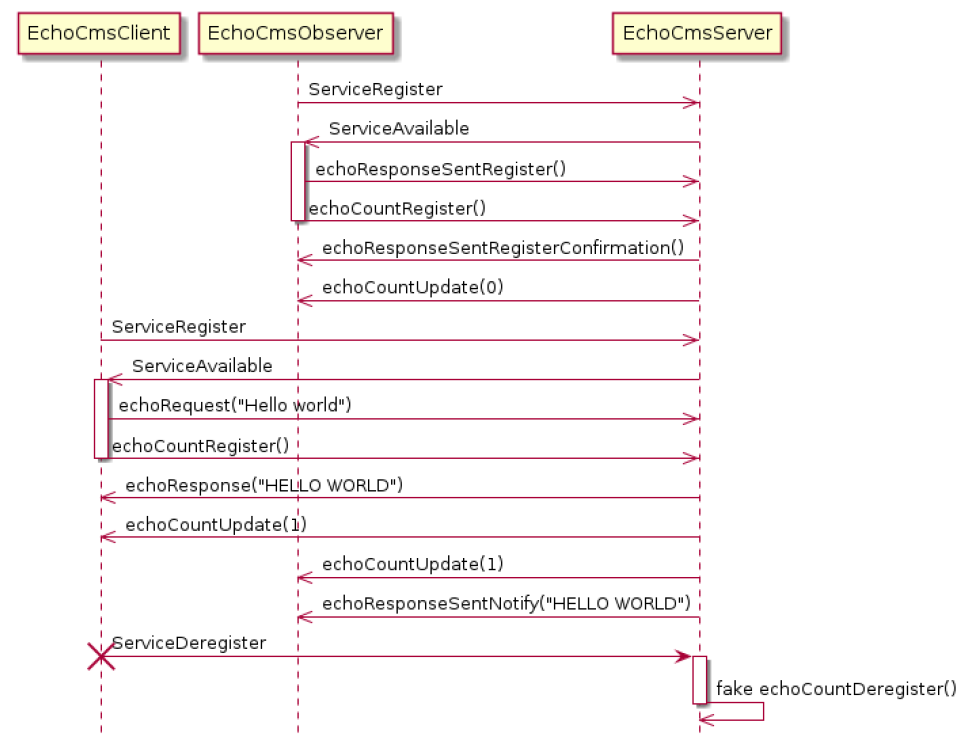 EchoCmsClient
EchoCmsObserver
EchoCmsServer
ServiceRegister
ServiceAvailable
echoResponseSentRegister()
echoCountRegister()
echoResponseSentRegisterConfirmation()
echoCountUpdate(0)
ServiceRegister
ServiceAvailable
echoRequest("Hello world")
echoCountRegister()
echoResponse("HELLO WORLD")
echoCountUpdate(1)
echoCountUpdate(1)
echoResponseSentNotify("HELLO WORLD")
ServiceDeregister
fake echoCountDeregister()